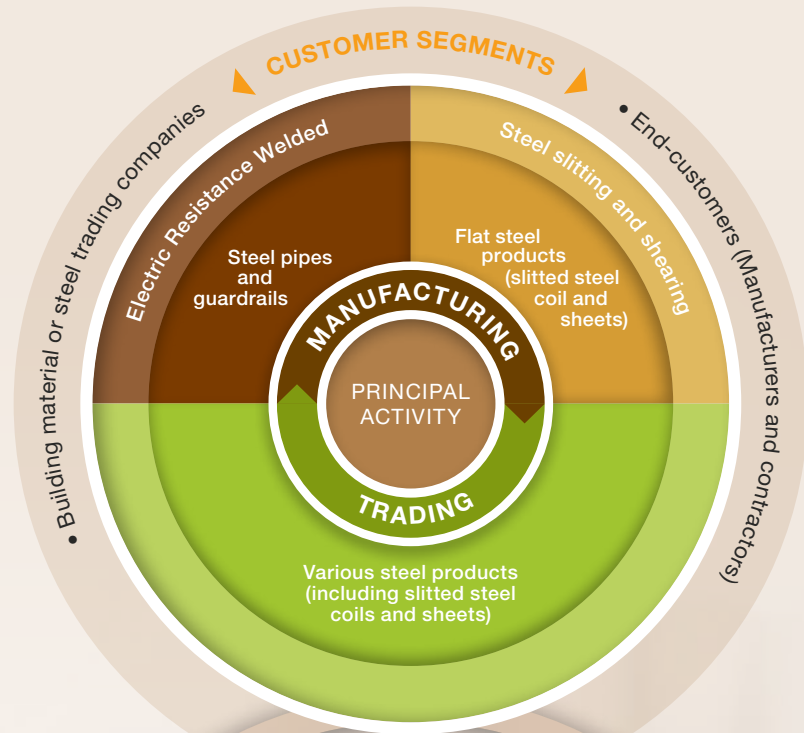 CUSTOMER SEGMENTS
• Building material or steel trading companies
• End-customers (Manufacturers and contractors)
Electric Resistance Welded
Steel slitting and shearing
Steel pipes
and
guardrails
Flat steel
products
(slitted steel
coil and
sheets)
MANUFACTURING
PRINCIPAL
ACTIVITY
TRADING
Various steel products
(including slitted steel
coils and sheets)